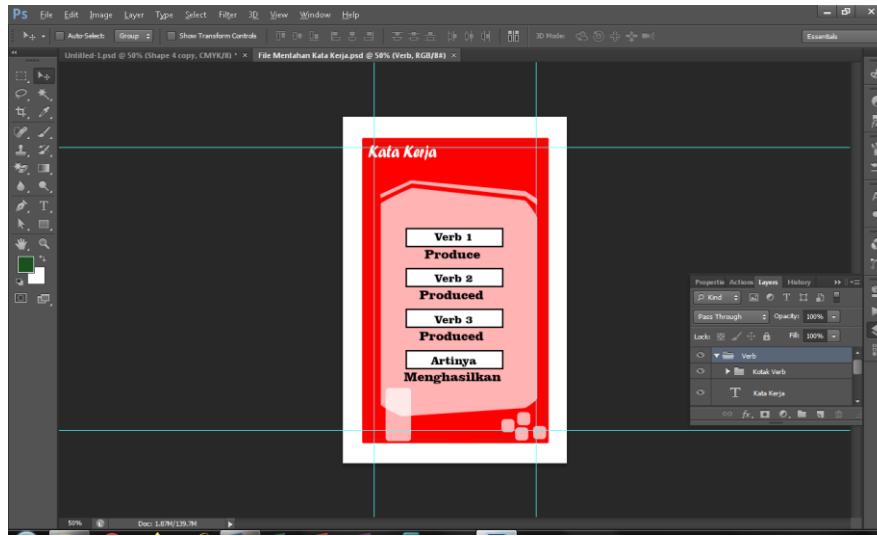 Ps File Edit Image Layer Type Select Filter 3D View Window Help
Auto-Select: Group Show Transform Controls 3D Mode: Essentials
Untitled-1.psd @ 50% (Shape 4 copy, CMYK/8) * × File Mentahan Kata Kerja.psd @ 50% (Verb, RGB/8#) ×
Kata Kerja
Verb 1
Produce
Verb 2
Produced
Verb 3
Produced
Artinya
Menghasilkan
Propertie Actions Layers History
Kind
Pass Through Opacity: 100%
Lock: Fill: 100%
Verb
Kotak Verb
T Kata Kerja
fx
50% Doc: 1.87M/139.7M